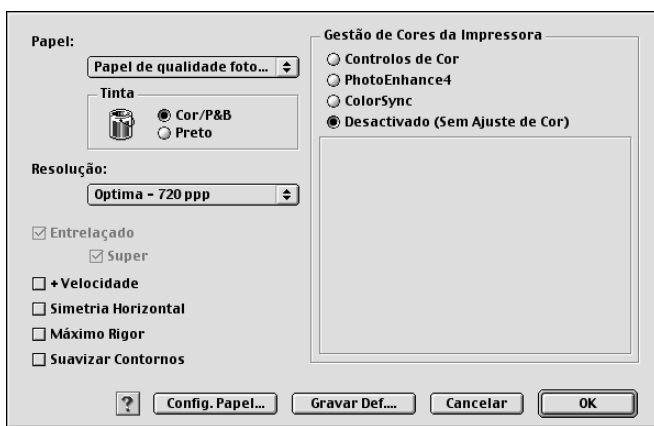 Papel:
Papel de qualidade foto...
Tinta
Cor/P&B
Preto
Resolução:
Optima - 720 ppp
Entrelaçado
Super
+ Velocidade
Simetria Horizontal
Máximo Rigor
Suavizar Contornos
Gestão de Cores da Impressora
Controlos de Cor
PhotoEnhance4
ColorSync
Desactivado (Sem Ajuste de Cor)
? Config. Papel... Gravar Def.... Cancelar OK